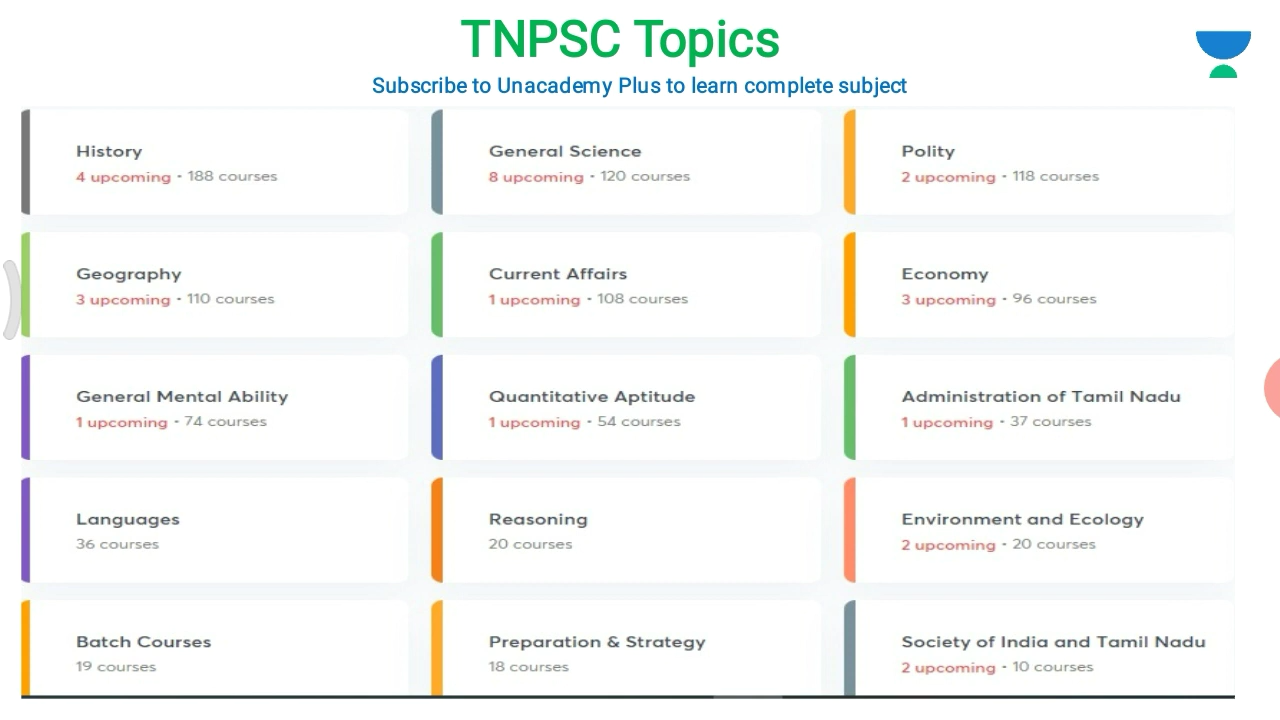 TNPSC Topics
Subscribe to Unacademy Plus to learn complete subject
History
4 upcoming · 188 courses
General Science
8 upcoming · 120 courses
Polity
2 upcoming · 118 courses
Geography
3 upcoming · 110 courses
Current Affairs
1 upcoming · 108 courses
Economy
3 upcoming · 96 courses
General Mental Ability
1 upcoming · 74 courses
Quantitative Aptitude
1 upcoming · 54 courses
Administration of Tamil Nadu
1 upcoming · 37 courses
Languages
36 courses
Reasoning
20 courses
Environment and Ecology
2 upcoming · 20 courses
Batch Courses
19 courses
Preparation & Strategy
18 courses
Society of India and Tamil Nadu
2 upcoming · 10 courses